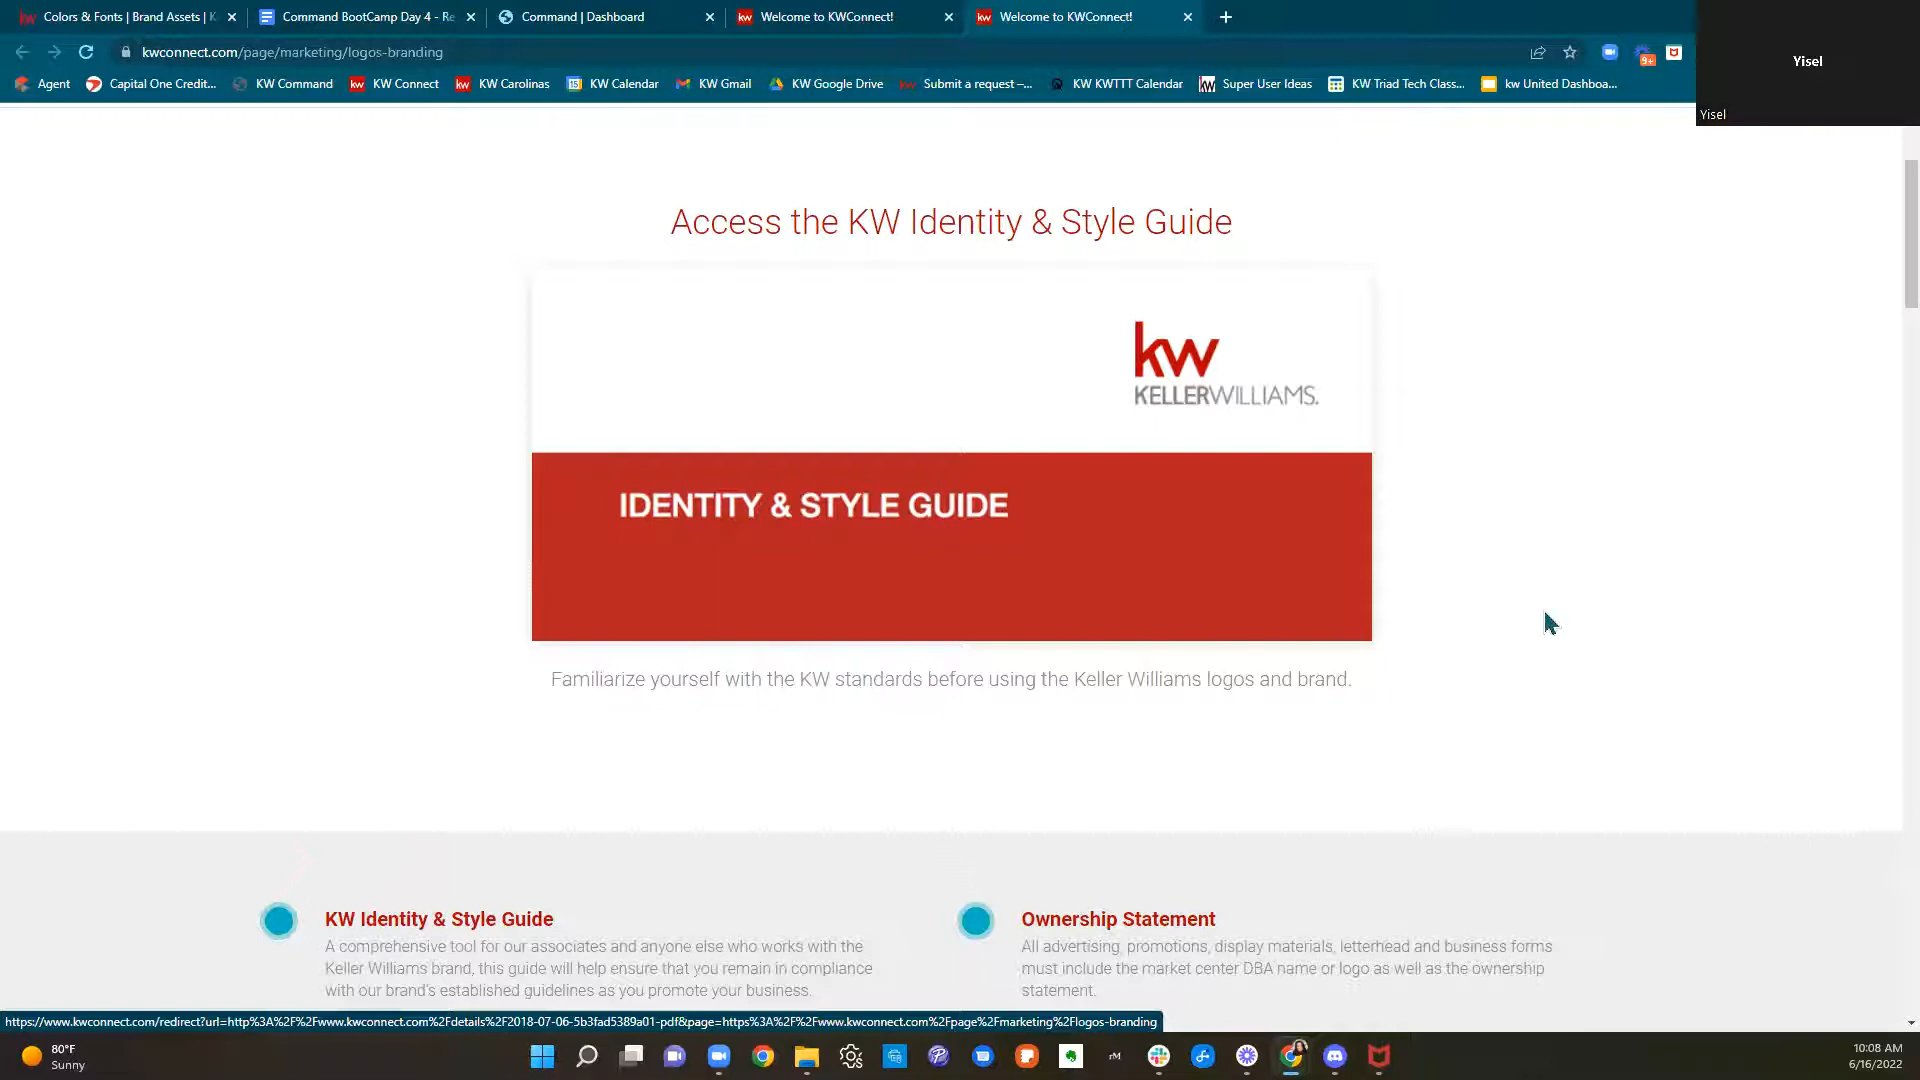 Colors & Fonts | Brand Assets | K
Command BootCamp Day 4 - Re
Command | Dashboard
kw Welcome to KWConnect!
kw Welcome to KWConnect!
kwconnect.com/page/marketing/logos-branding
9+
Yisel
Yisel
Agent
Capital One Credit...
KW Command
kw KW Connect
kw KW Carolinas
KW Calendar
KW Gmail
KW Google Drive
kw Submit a request –...
KW KWTTT Calendar
kw Super User Ideas
KW Triad Tech Class...
kw United Dashboa...
Access the KW Identity & Style Guide
kw
KELLERWILLIAMS.
IDENTITY & STYLE GUIDE
Familiarize yourself with the KW standards before using the Keller Williams logos and brand.
KW Identity & Style Guide
A comprehensive tool for our associates and anyone else who works with the
Keller Williams brand, this guide will help ensure that you remain in compliance
with our brand's established guidelines as you promote your business.
Ownership Statement
All advertising, promotions, display materials, letterhead and business forms
must include the market center DBA name or logo as well as the ownership
statement.
https://www.kwconnect.com/redirect?url=http%3A%2F%2Fwww.kwconnect.com%2Fdetails%2F2018-07-06-5b3fad5389a01-pdf&page=https%3A%2F%2Fwww.kwconnect.com%2Fpage%2Fmarketing%2Flogos-branding
80°F
Sunny
rM
10:08 AM
6/16/2022